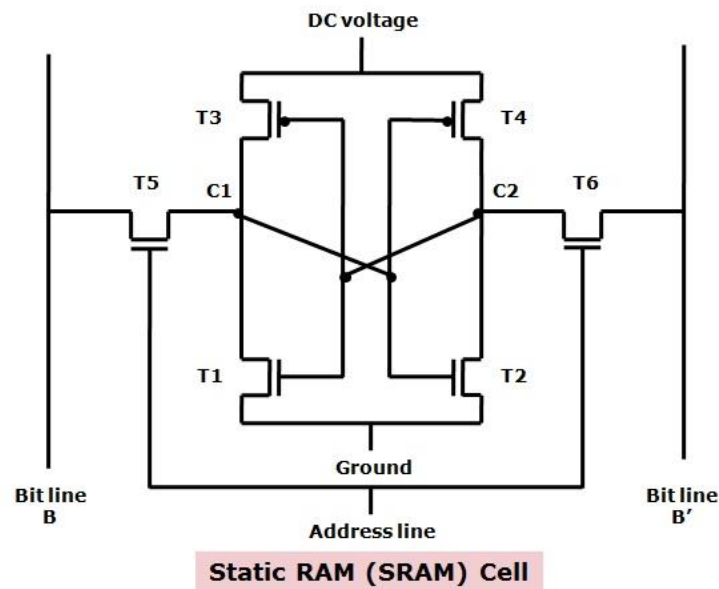 DC voltage
T3
T4
T5
C1
C2
T6
T1
T2
Ground
Bit line
B
Bit line
B’
Address line
Static RAM (SRAM) Cell